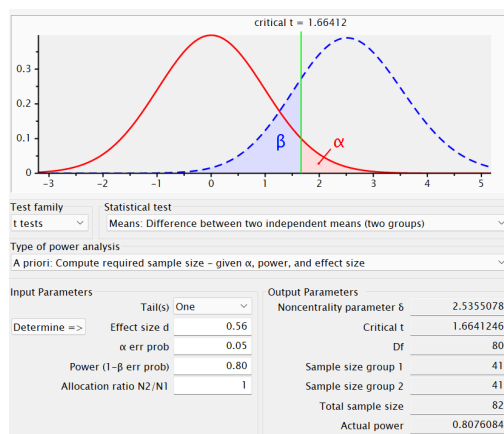 critical t = 1.66412
0.3
0.2
0.1
0
β
α
-3 -2 -1 0 1 2 3 4 5
Test family
Statistical test
t tests
Means: Difference between two independent means (two groups)
Type of power analysis
A priori: Compute required sample size - given α, power, and effect size
Input Parameters
Output Parameters
Tail(s) One
Noncentrality parameter δ 2.5355078
Determine => Effect size d 0.56
Critical t 1.6641246
α err prob 0.05
Df 80
Power (1-β err prob) 0.80
Sample size group 1 41
Allocation ratio N2/N1 1
Sample size group 2 41
Total sample size 82
Actual power 0.8076084